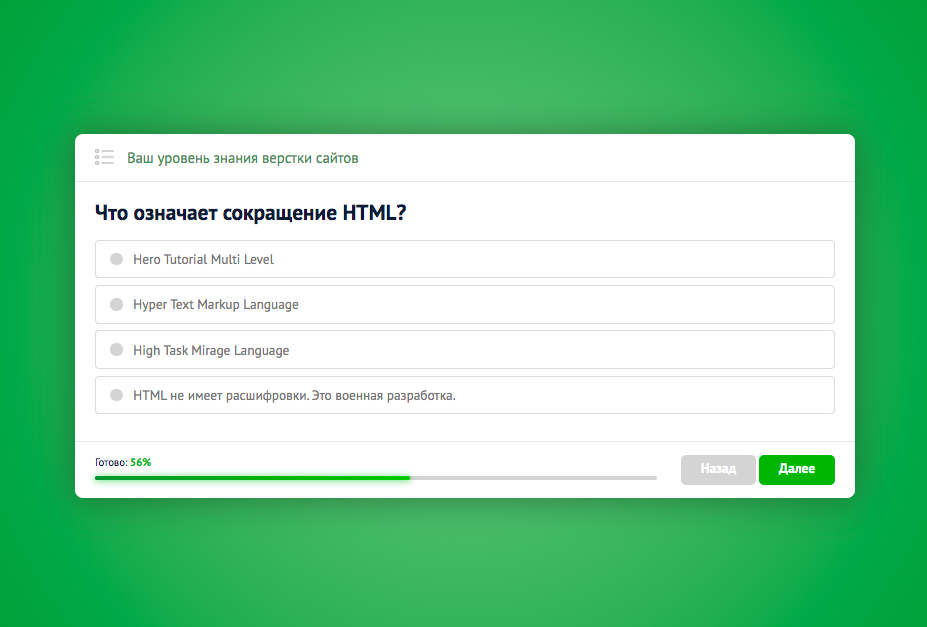 Ваш уровень знания верстки сайтов
Что означает сокращение HTML?
Hero Tutorial Multi Level
Hyper Text Markup Language
High Task Mirage Language
HTML не имеет расшифровки. Это военная разработка.
Готово: 56%
Назад
Далее